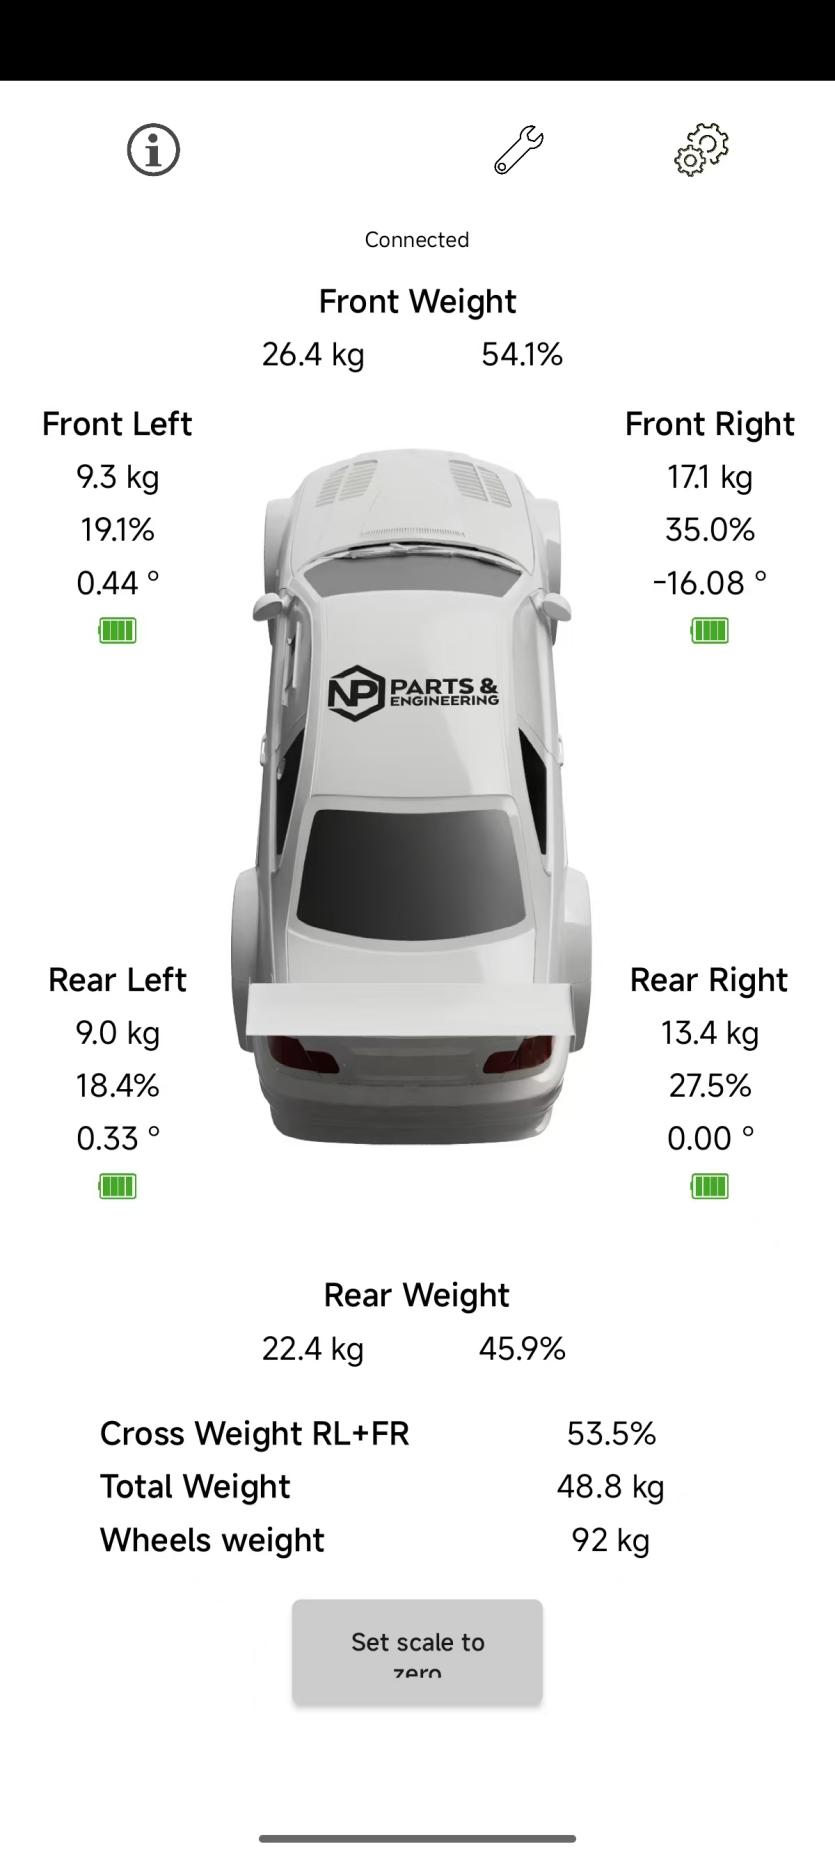 Connected
Front Weight
26.4 kg 54.1%
Front Left Front Right
9.3 kg 17.1 kg
19.1% 35.0%
0.44 ° -16.08 °
NP PARTS &
ENGINEERING
Rear Left Rear Right
9.0 kg 13.4 kg
18.4% 27.5%
0.33 ° 0.00 °
Rear Weight
22.4 kg 45.9%
Cross Weight RL+FR 53.5%
Total Weight 48.8 kg
Wheels weight 92 kg
Set scale to
zero